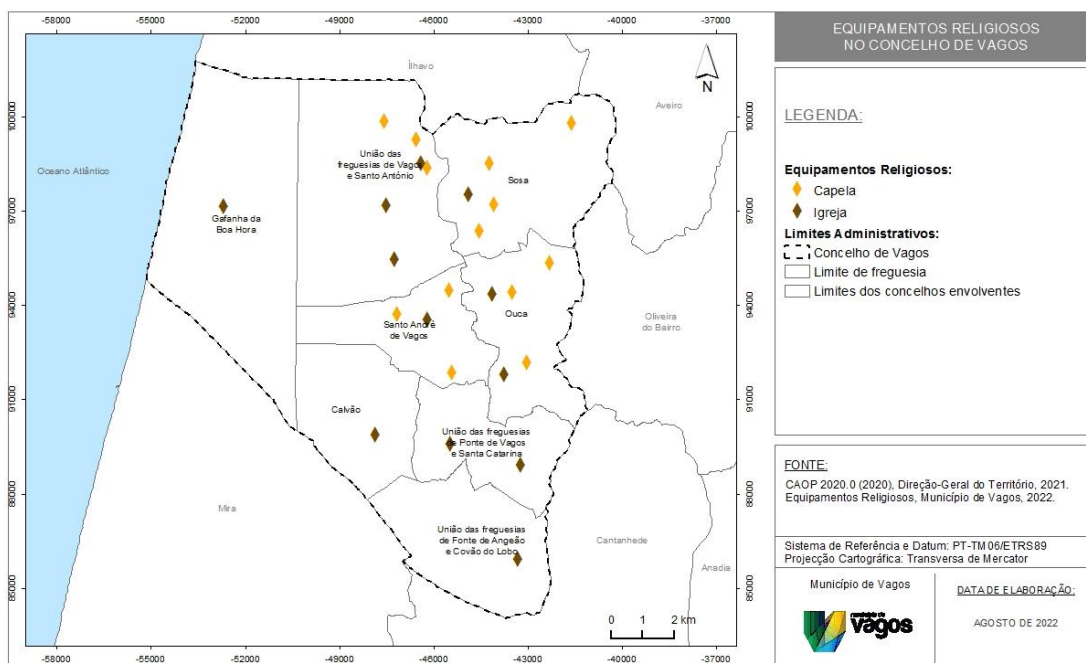 -58000 -55000 -52000 -49000 -46000 -43000 -40000 -37000
EQUIPAMENTOS RELIGIOSOS
NO CONCELHO DE VAGOS
Ílhavo
N
Aveiro
LEGENDA:
100000
100000
Oceano Atlântico
União das
freguesias de Vagos
e Santo António
Sosa
Equipamentos Religiosos:
Capela
Igreja
97000
97000
Gafanha da
Boa Hora
Limites Administrativos:
Concelho de Vagos
Limite de freguesia
Limites dos concelhos envolventes
94000
94000
Santo André
de Vagos
Ouca
Oliveira
do Bairro
91000
91000
Calvão
União das freguesias
de Ponte de Vagos
e Santa Catarina
FONTE:
CAOP 2020.0 (2020), Direção-Geral do Território, 2021.
Equipamentos Religiosos, Município de Vagos, 2022.
88000
88000
Mira
União das freguesias
de Fonte de Angeão
e Covão do Lobo
Cantanhede
Anadia
Sistema de Referência e Datum: PT-TM06/ETRS89
Projecção Cartográfica: Transversa de Mercator
85000
85000
0 1 2 km
Município de Vagos
município de
vagos
DATA DE ELABORAÇÃO:
AGOSTO DE 2022
-58000 -55000 -52000 -49000 -46000 -43000 -40000 -37000